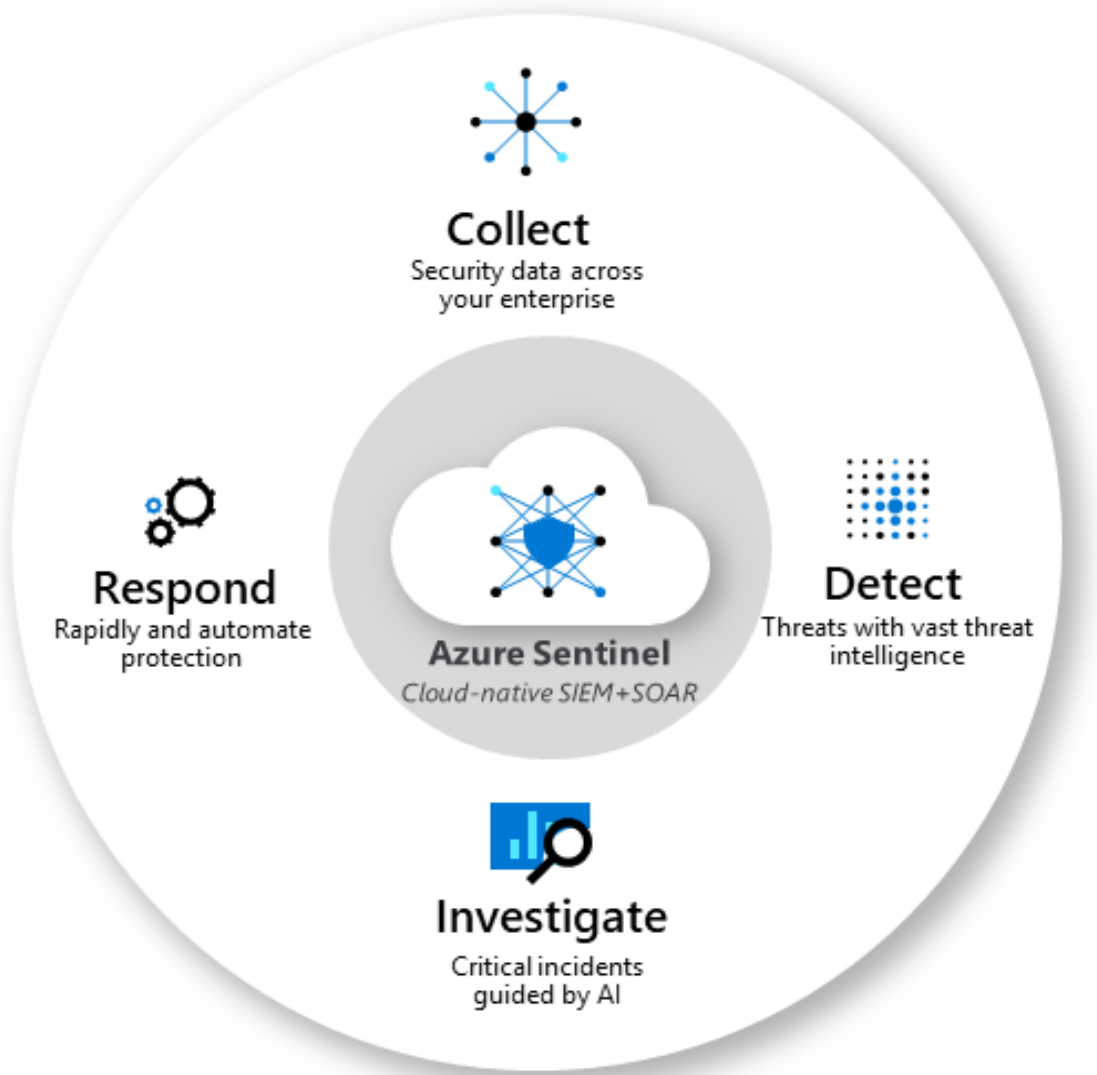 Collect
Security data across
your enterprise
Respond
Rapidly and automate
protection
Azure Sentinel
Cloud-native SIEM+SOAR
Detect
Threats with vast threat
intelligence
Investigate
Critical incidents
guided by AI